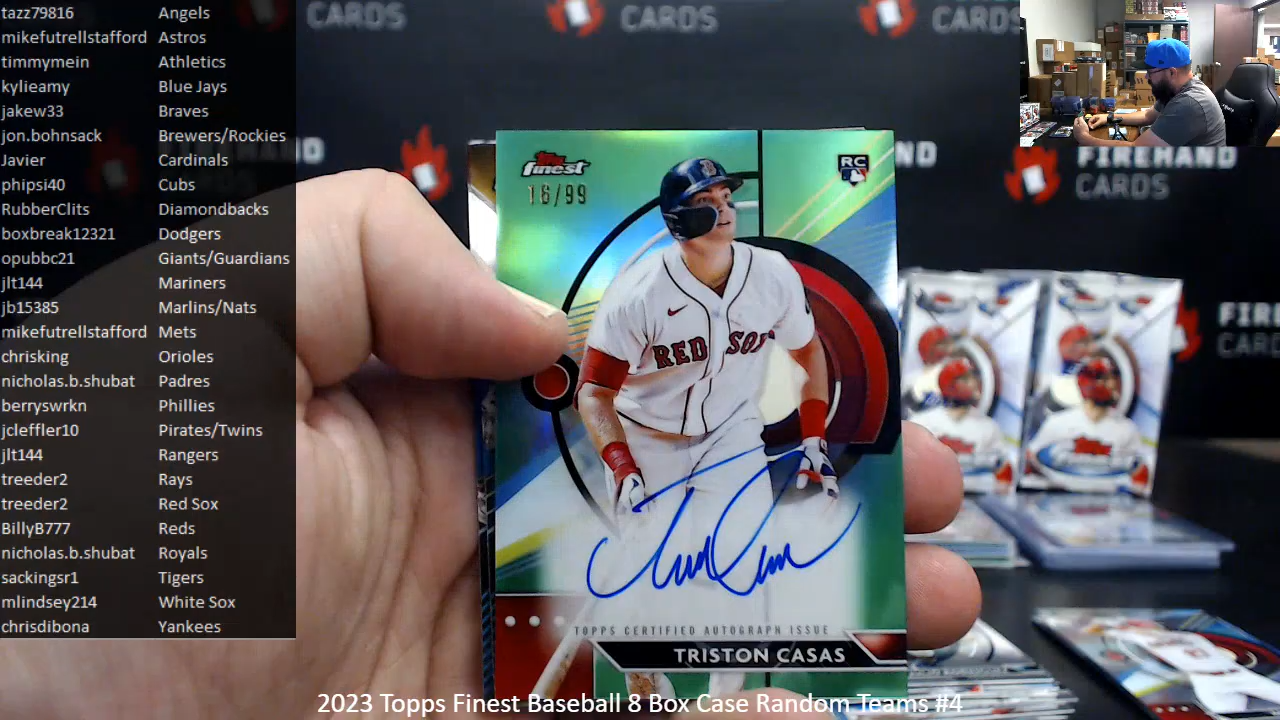 tazz79816 Angels
mikefutrellstafford Astros
timmymein Athletics
kylieamy Blue Jays
jakew33 Braves
jon.bohnsack Brewers/Rockies
Javier Cardinals
phipsi40 Cubs
RubberClits Diamondbacks
boxbreak12321 Dodgers
opubbc21 Giants/Guardians
jlt144 Mariners
jb15385 Marlins/Nats
mikefutrellstafford Mets
chrisking Orioles
nicholas.b.shubat Padres
berryswrkn Phillies
jcleffler10 Pirates/Twins
jlt144 Rangers
treeder2 Rays
treeder2 Red Sox
BillyB777 Reds
nicholas.b.shubat Royals
sackingsr1 Tigers
mlindsey214 White Sox
chrisdibona Yankees
CARDS
CARDS
CARDS
FIREHAND
CARDS
Topps
finest
16/99
RC
RED SOX
TOPPS CERTIFIED AUTOGRAPH ISSUE
TRISTON CASAS
2023 Topps Finest Baseball 8 Box Case Random Teams #4